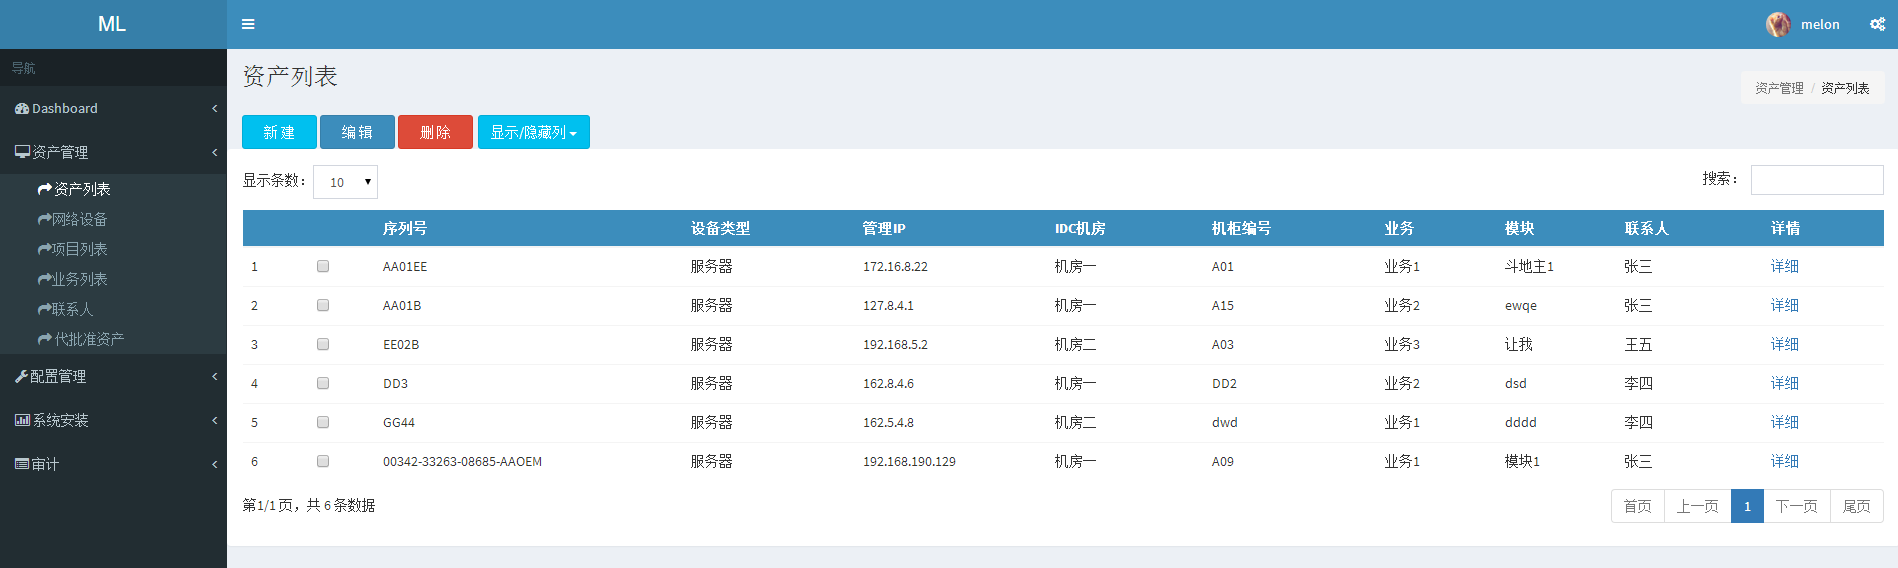 ML
melon
导航
Dashboard
资产管理
资产列表
网络设备
项目列表
业务列表
联系人
代批准资产
配置管理
系统安装
审计
资产列表
资产管理 / 资产列表
新建 编辑 删除 显示/隐藏列
显示条数： 10
搜索：
序列号 设备类型 管理IP IDC机房 机柜编号 业务 模块 联系人 详情
1 AA01EE 服务器 172.16.8.22 机房一 A01 业务1 斗地主1 张三 详细
2 AA01B 服务器 127.8.4.1 机房一 A15 业务2 ewqe 张三 详细
3 EE02B 服务器 192.168.5.2 机房二 A03 业务3 让我 王五 详细
4 DD3 服务器 162.8.4.6 机房一 DD2 业务2 dsd 李四 详细
5 GG44 服务器 162.5.4.8 机房二 dwd 业务1 dddd 李四 详细
6 00342-33263-08685-AAOEM 服务器 192.168.190.129 机房一 A09 业务1 模块1 张三 详细
第1/1 页，共 6 条数据
首页 上一页 1 下一页 尾页